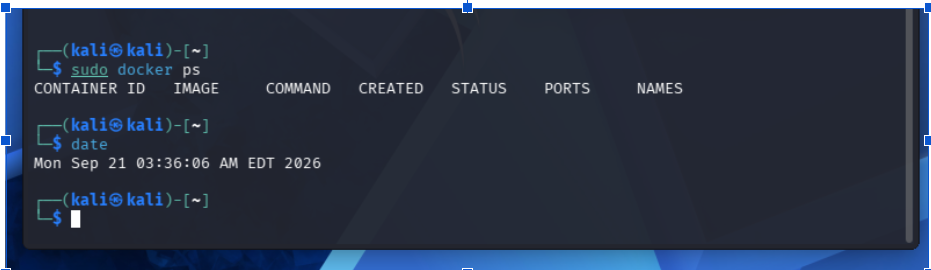 ┌──(kali㉿kali)-[~]
└─$ sudo docker ps
CONTAINER ID   IMAGE     COMMAND   CREATED   STATUS    PORTS     NAMES
┌──(kali㉿kali)-[~]
└─$ date
Mon Sep 21 03:36:06 AM EDT 2026
┌──(kali㉿kali)-[~]
└─$